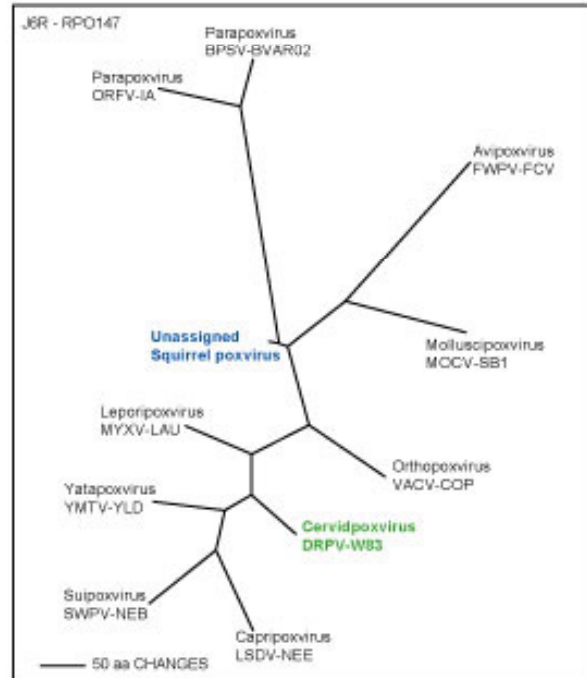 J6R - RPO147
Parapoxvirus
BPSV-BVAR02
Parapoxvirus
ORFV-IA
Avipoxvirus
FWPV-FCV
Unassigned
Squirrel poxvirus
Molluscipoxvirus
MOCV-SB1
Leporipoxvirus
MYXV-LAU
Orthopoxvirus
VACV-COP
Yatapoxvirus
YMTV-YLD
Cervidpoxvirus
DRPV-W83
Suipoxvirus
SWPV-NEB
Capripoxvirus
LSDV-NEE
50 aa CHANGES